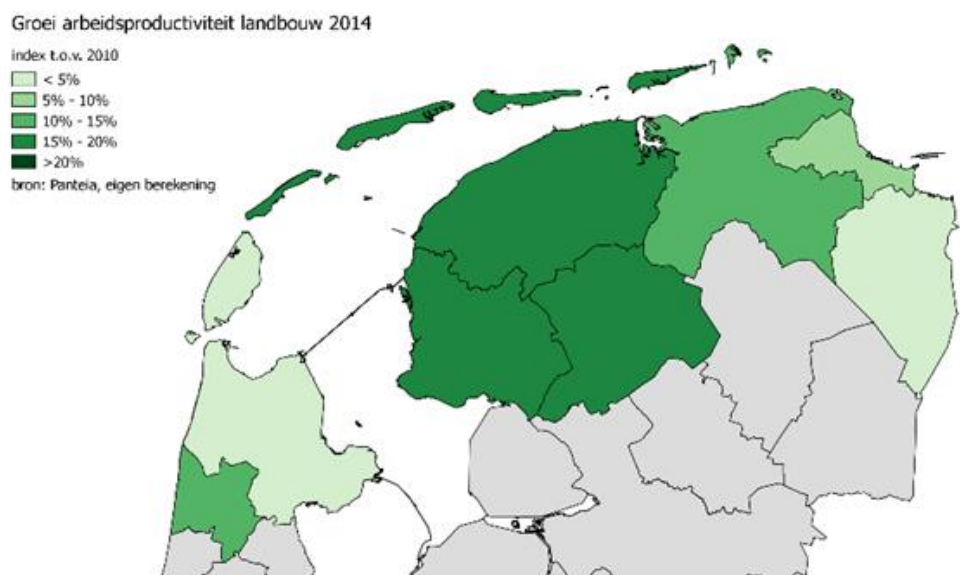 Groei arbeidsproductiviteit landbouw 2014
index t.o.v. 2010
< 5%
5% - 10%
10% - 15%
15% - 20%
>20%
bron: Panteia, eigen berekening